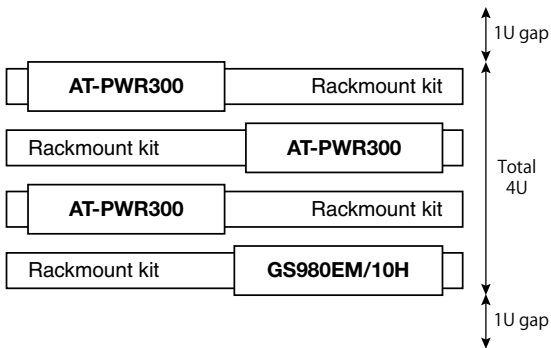 1U gap
AT-PWR300 Rackmount kit
Rackmount kit AT-PWR300
Total
4U
AT-PWR300 Rackmount kit
Rackmount kit GS980EM/10H
1U gap